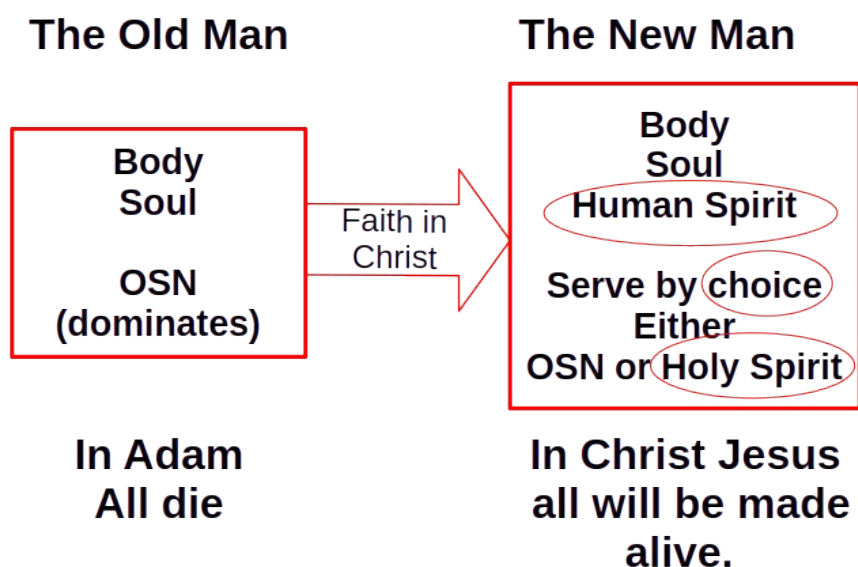 The Old Man
Body
Soul
OSN
(dominates)
In Adam
All die
Faith in
Christ
The New Man
Body
Soul
Human Spirit
Serve by choice
Either
OSN or Holy Spirit
In Christ Jesus
all will be made
alive.